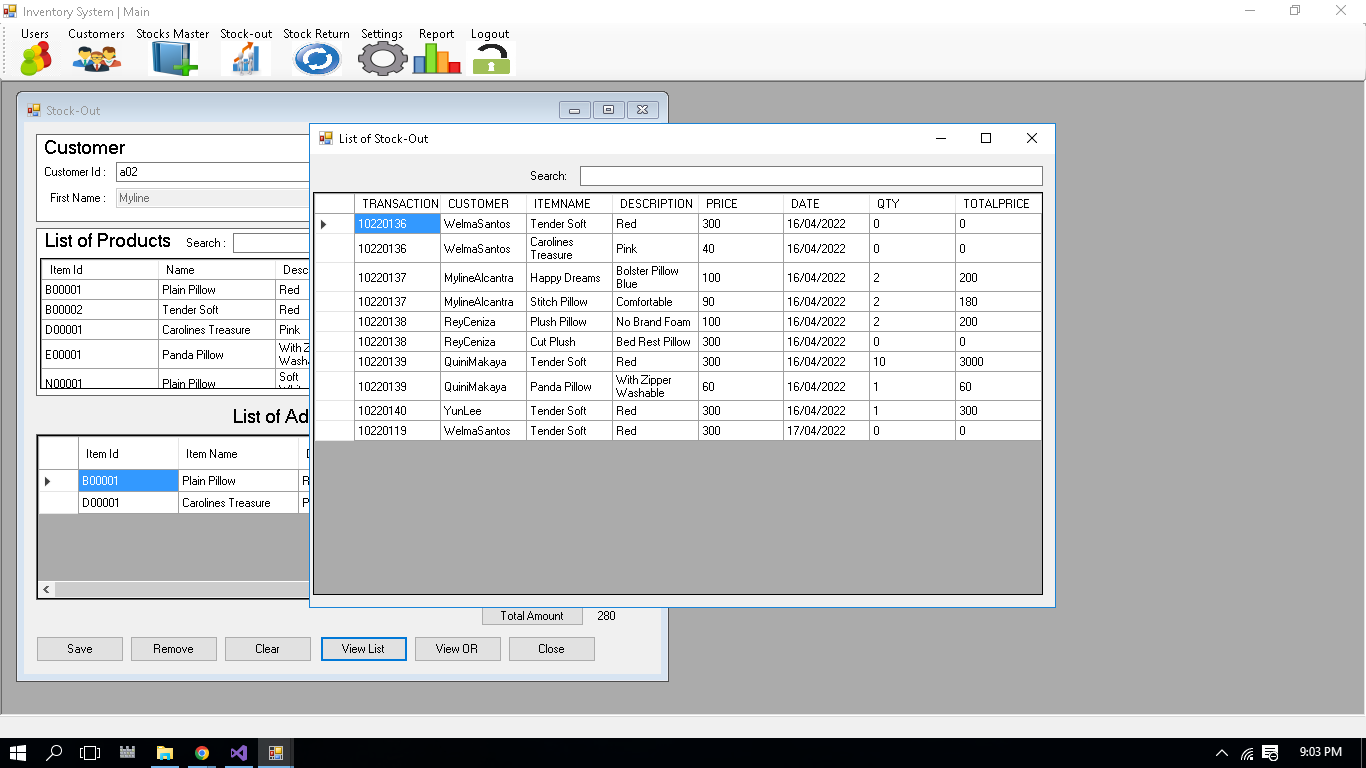 Inventory System | Main
Users Customers Stocks Master Stock-out Stock Return Settings Report Logout
Stock-Out
Customer
Customer Id : a02
First Name : Myline
List of Products Search :
Item Id Name Desc
B00001 Plain Pillow Red
B00002 Tender Soft Red
D00001 Carolines Treasure Pink
E00001 Panda Pillow With Z
Wash
N00001 Plain Pillow Soft
List of Ad
Item Id Item Name
B00001 Plain Pillow R
D00001 Carolines Treasure P
Total Amount 280
Save Remove Clear View List View OR Close
List of Stock-Out
Search:
TRANSACTION CUSTOMER ITEMNAME DESCRIPTION PRICE DATE QTY TOTALPRICE
10220136 WelmaSantos Tender Soft Red 300 16/04/2022 0 0
10220136 WelmaSantos Carolines Treasure Pink 40 16/04/2022 0 0
10220137 MylineAlcantra Happy Dreams Bolster Pillow Blue 100 16/04/2022 2 200
10220137 MylineAlcantra Stitch Pillow Comfortable 90 16/04/2022 2 180
10220138 ReyCeniza Plush Pillow No Brand Foam 100 16/04/2022 2 200
10220138 ReyCeniza Cut Plush Bed Rest Pillow 300 16/04/2022 0 0
10220139 QuiniMakaya Tender Soft Red 300 16/04/2022 10 3000
10220139 QuiniMakaya Panda Pillow With Zipper Washable 60 16/04/2022 1 60
10220140 YunLee Tender Soft Red 300 16/04/2022 1 300
10220119 WelmaSantos Tender Soft Red 300 17/04/2022 0 0
9:03 PM